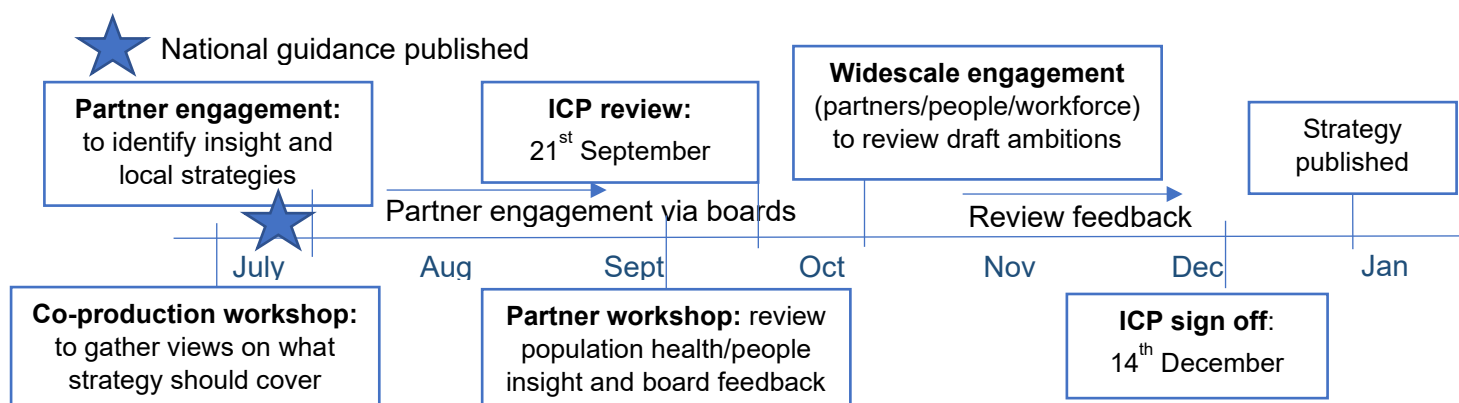 National guidance published
Partner engagement:
to identify insight and
local strategies
ICP review:
21st September
Widescale engagement
(partners/people/workforce)
to review draft ambitions
Strategy
published
Partner engagement via boards
Review feedback
July
Aug
Sept
Oct
Nov
Dec
Jan
Co-production workshop:
to gather views on what
strategy should cover
Partner workshop: review
population health/people
insight and board feedback
ICP sign off:
14th December